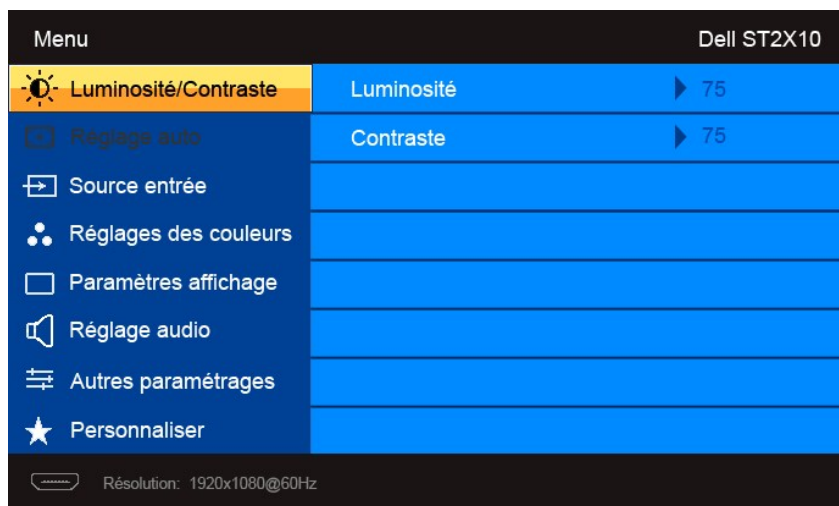 Menu Dell ST2X10
Luminosité/Contraste Luminosité 75
Réglage auto Contraste 75
Source entrée
Réglages des couleurs
Paramètres affichage
Réglage audio
Autres paramétrages
Personnaliser
Résolution: 1920x1080@60Hz